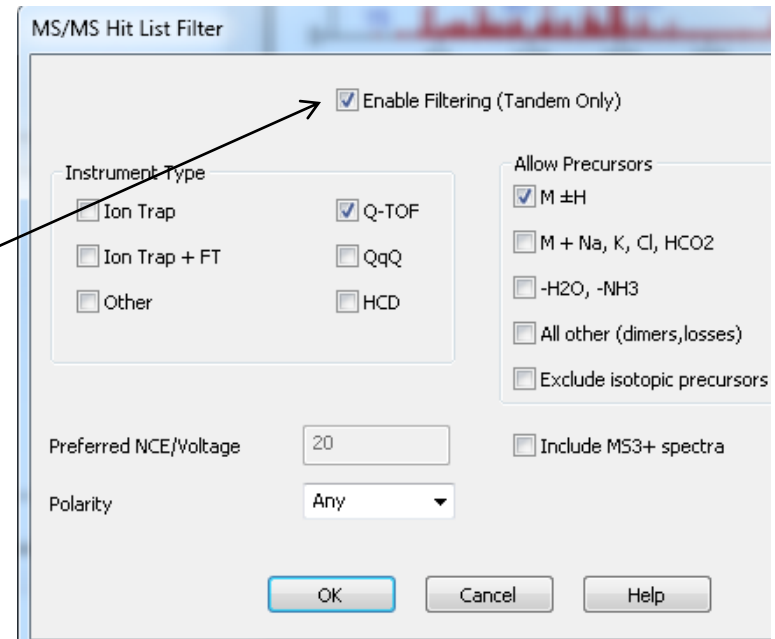 MS/MS Hit List Filter
Enable Filtering (Tandem Only)
Instrument Type
Ion Trap
Q-TOF
Ion Trap + FT
QqQ
Other
HCD
Allow Precursors
M ±H
M + Na, K, Cl, HCO2
-H2O, -NH3
All other (dimers,losses)
Exclude isotopic precursors
Preferred NCE/Voltage
20
Include MS3+ spectra
Polarity
Any
OK
Cancel
Help